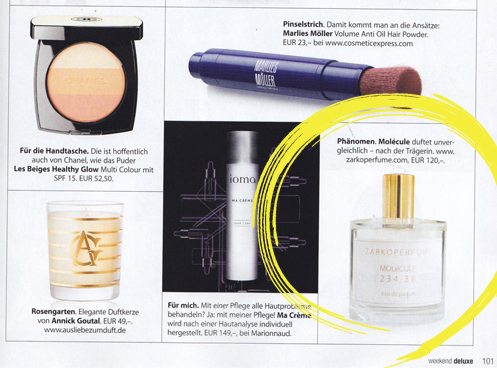 Pinselstrich. Damit kommt man an die Ansätze:
Marlies Möller Volume Anti Oil Hair Powder.
EUR 23,– bei www.cosmeticexpress.com
MARLIES
MÖLLER
Für die Handtasche. Die ist hoffentlich
auch von Chanel, wie das Puder
Les Beiges Healthy Glow Multi Colour mit
SPF 15. EUR 52,50.
Phänomen. Molécule duftet unver-
gleichlich – nach der Trägerin. www.
zarkoperfume.com, EUR 120,–.
ioma
MA CRÈME
ZARKOPERFUME
MOLéCULE
234·38
AG
Rosengarten. Elegante Duftkerze
von Annick Goutal. EUR 49,–.
www.ausliebezumduft.de
Für mich. Mit einer Pflege alle Hautprobleme
behandeln? Ja: mit meiner Pflege! Ma Crème
wird nach einer Hautanalyse individuell
hergestellt. EUR 149,–, bei Marionnaud.
weekend deluxe 101